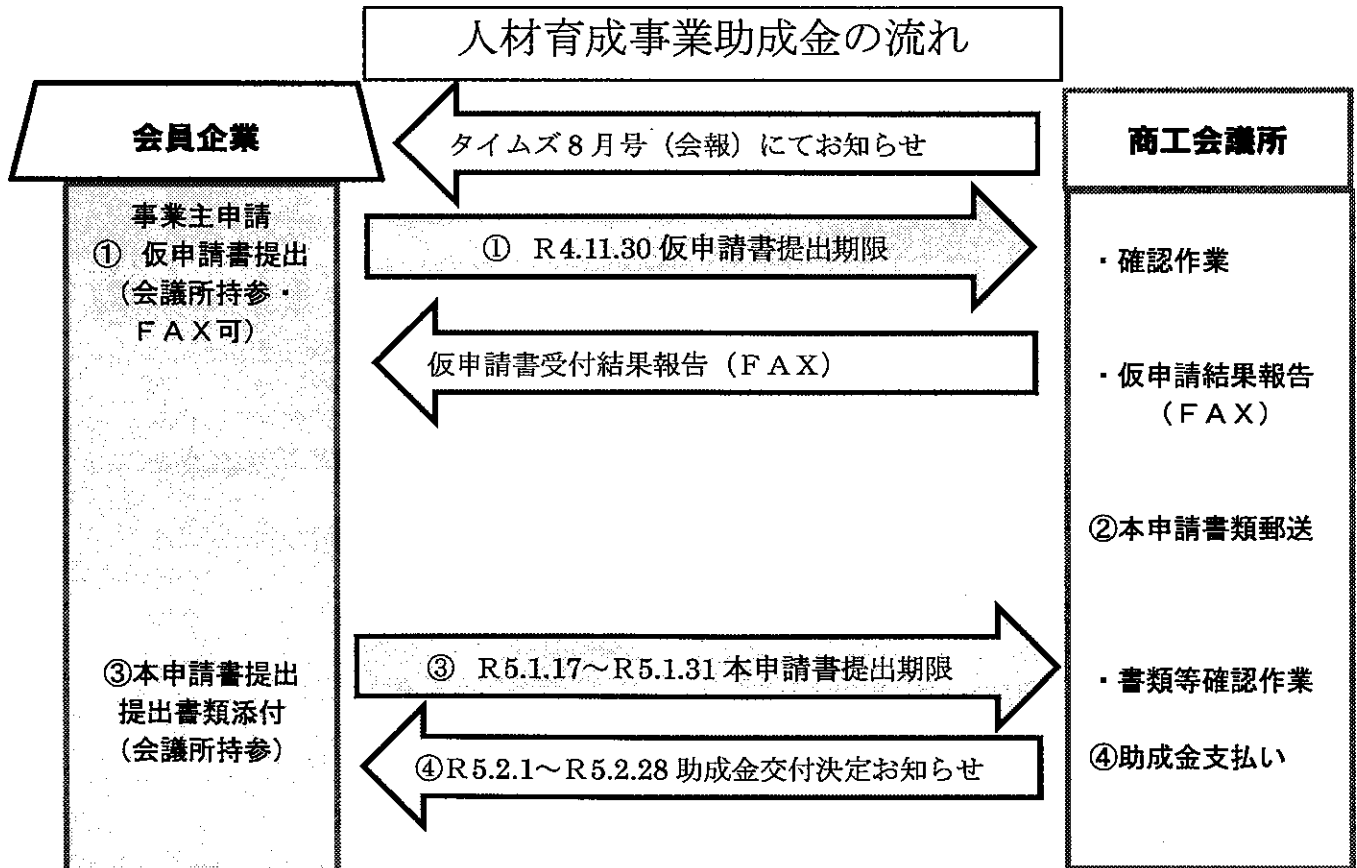 人材育成事業助成金の流れ
会員企業
タイムズ8月号（会報）にてお知らせ
商工会議所
事業主申請
① 仮申請書提出
（会議所持参・
ＦＡＸ可）
① R4.11.30 仮申請書提出期限
・確認作業
仮申請書受付結果報告（ＦＡＸ）
・仮申請結果報告
（ＦＡＸ）
②本申請書類郵送
③本申請書提出
提出書類添付
（会議所持参）
③ R5.1.17～R5.1.31 本申請書提出期限
・書類等確認作業
④R5.2.1～R5.2.28 助成金交付決定お知らせ
④助成金支払い